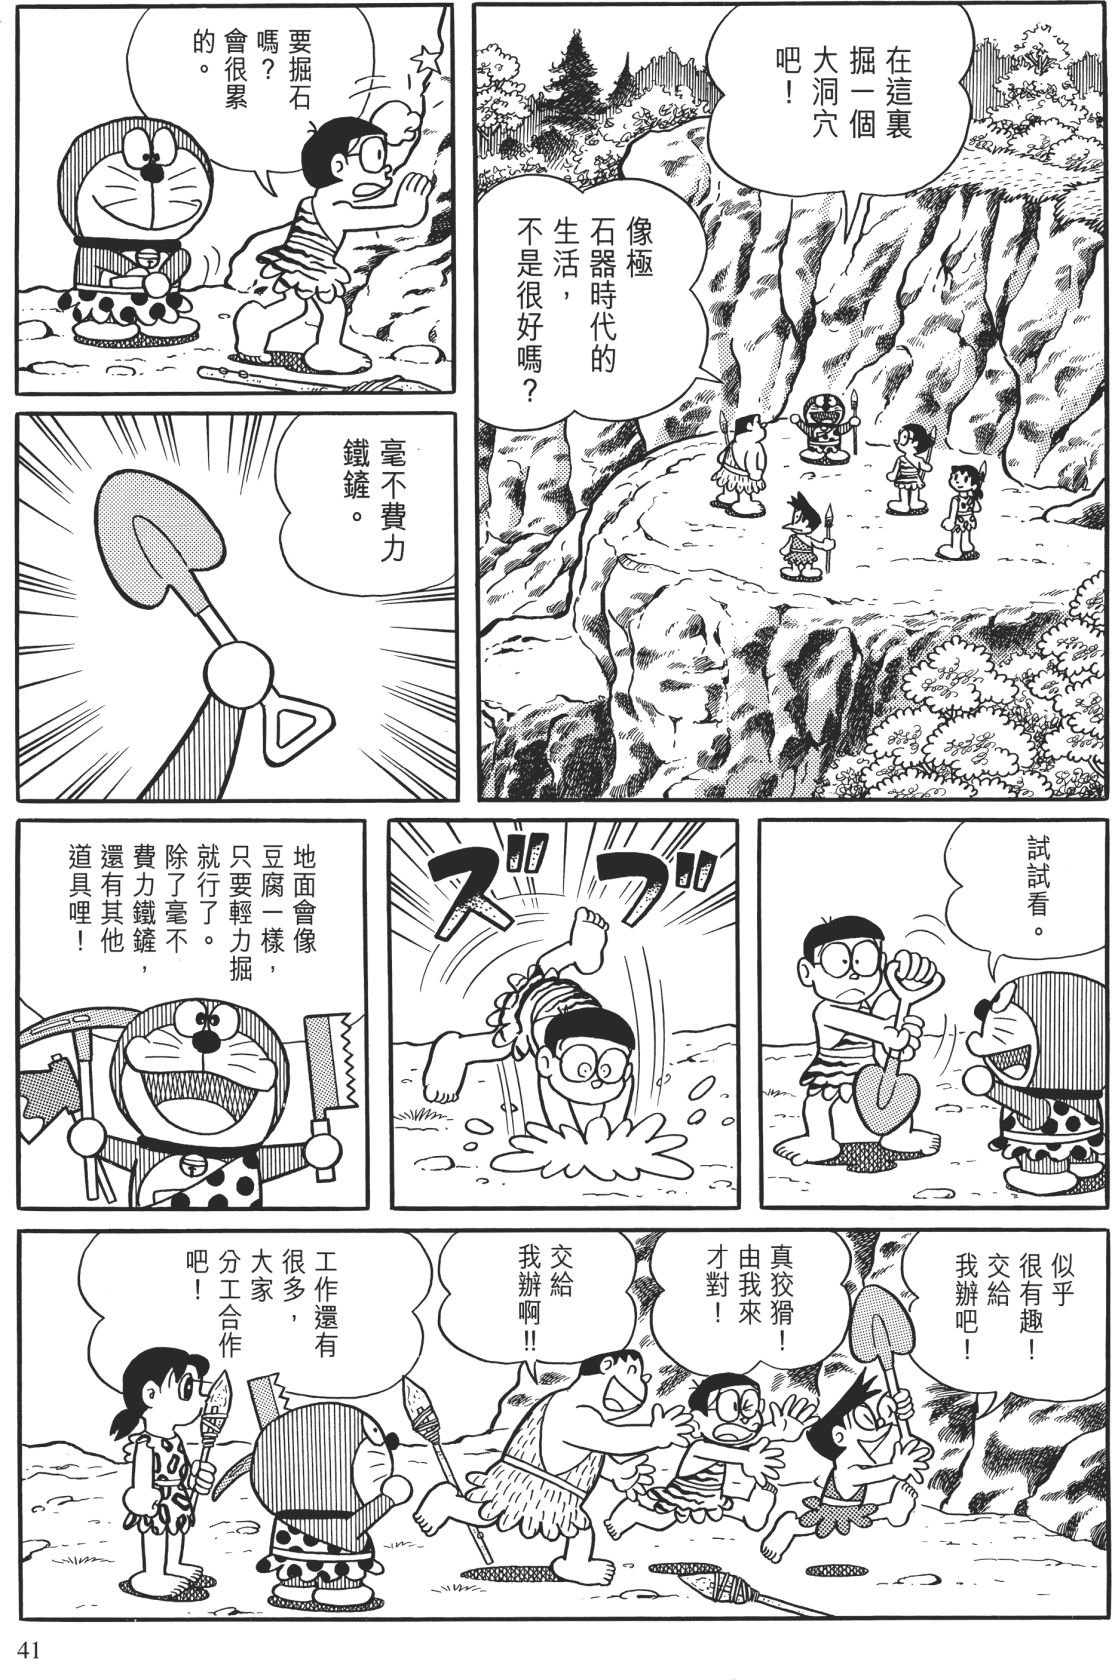 在這裏
掘一個
大洞穴
吧！
像極
石器時代的
生活，
不是很好嗎？
要掘石
嗎？
會很累
的。
毫不費力
鐵鏟。
試試看。
ズブ
地面會像
豆腐一樣，
只要輕力掘
就行了。
除了毫不
費力鐵鏟，
還有其他
道具哩！
似乎
很有趣！
交給
我辦吧！
真狡猾！
由我來
才對！
交給
我辦啊!!
工作還有
很多，
大家
分工合作
吧！
41